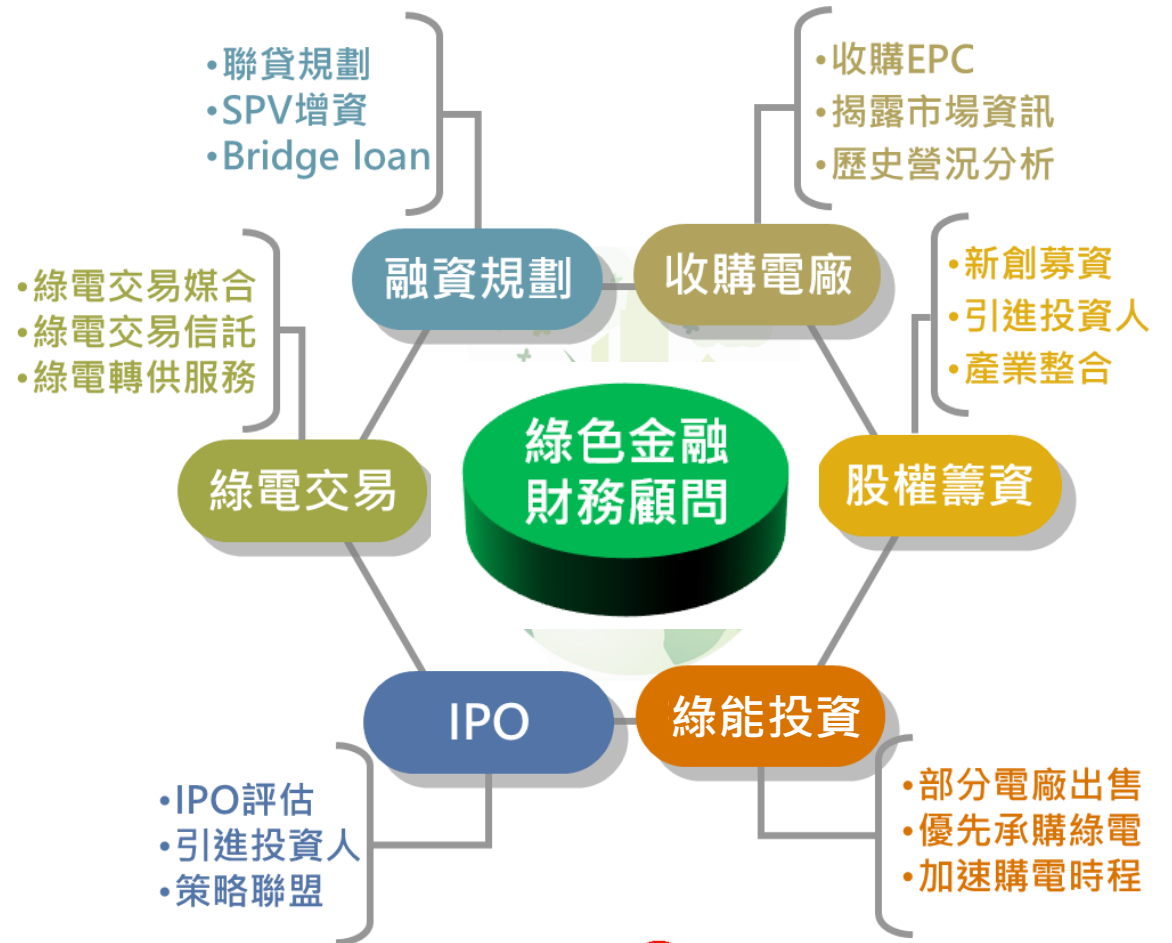 •聯貸規劃
•SPV增資
•Bridge loan
•收購EPC
•揭露市場資訊
•歷史營況分析
融資規劃
收購電廠
•綠電交易媒合
•綠電交易信託
•綠電轉供服務
•新創募資
•引進投資人
•產業整合
綠色金融
財務顧問
綠電交易
股權籌資
IPO
綠能投資
•IPO評估
•引進投資人
•策略聯盟
•部分電廠出售
•優先承購綠電
•加速購電時程